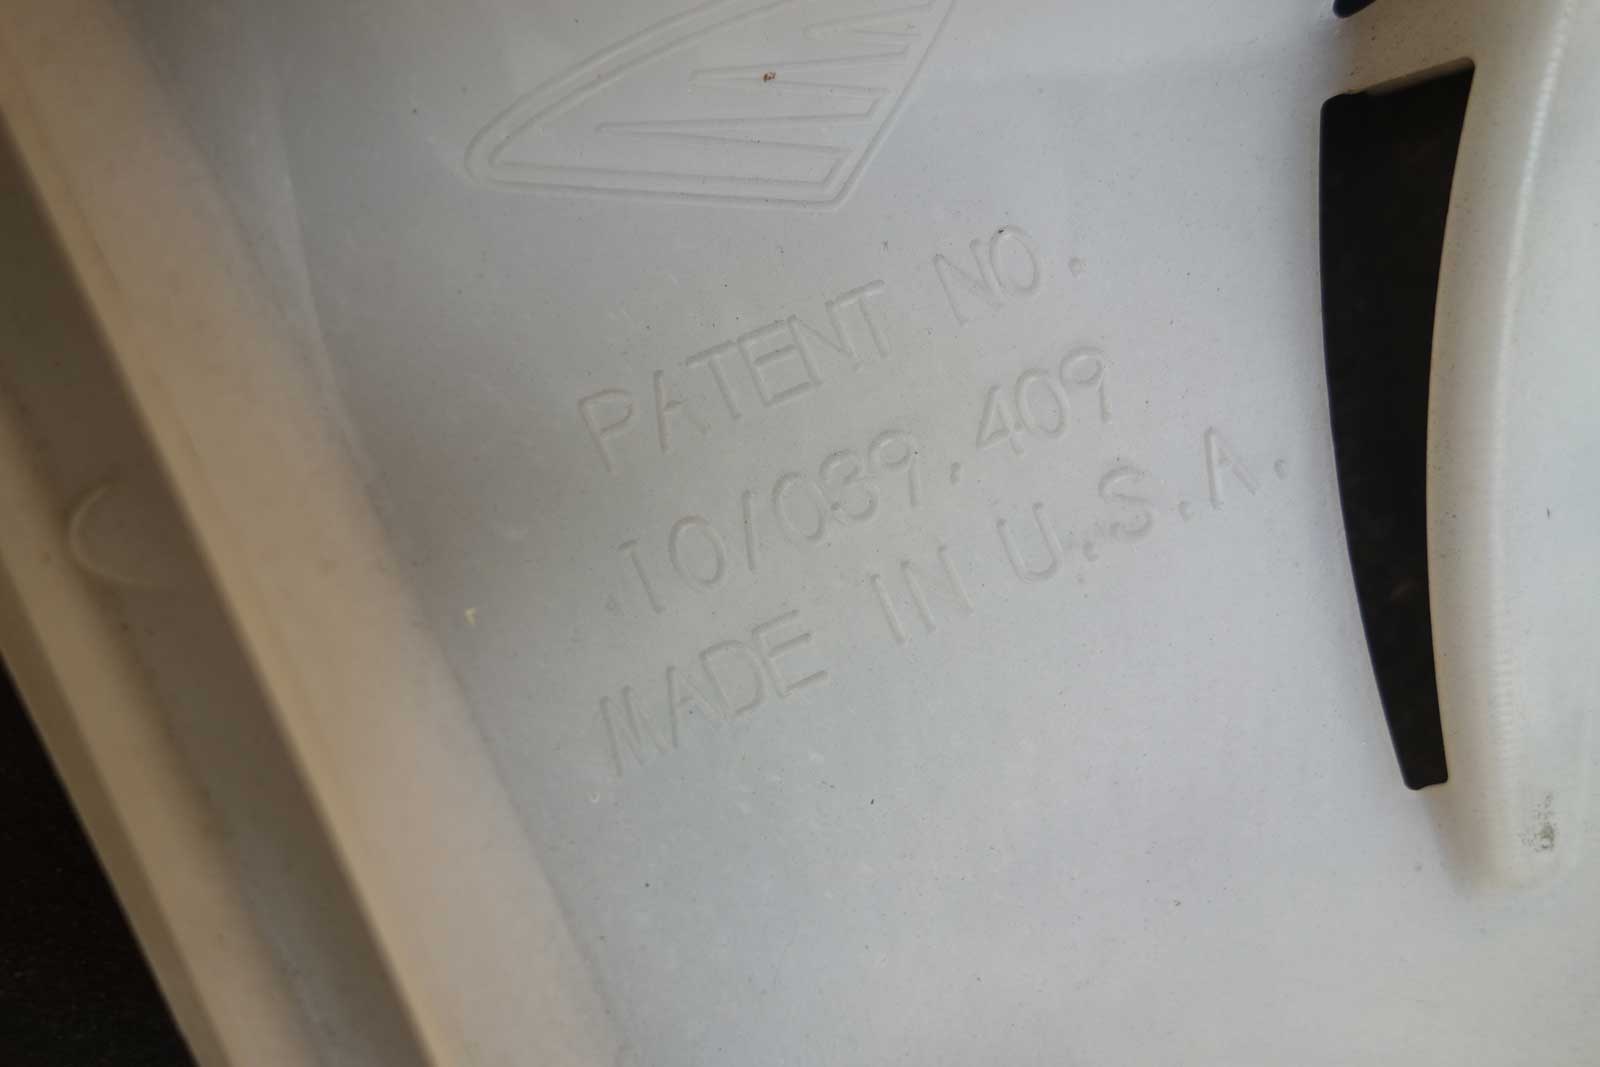 PATENT NO.
10/039,409
MADE IN U.S.A.